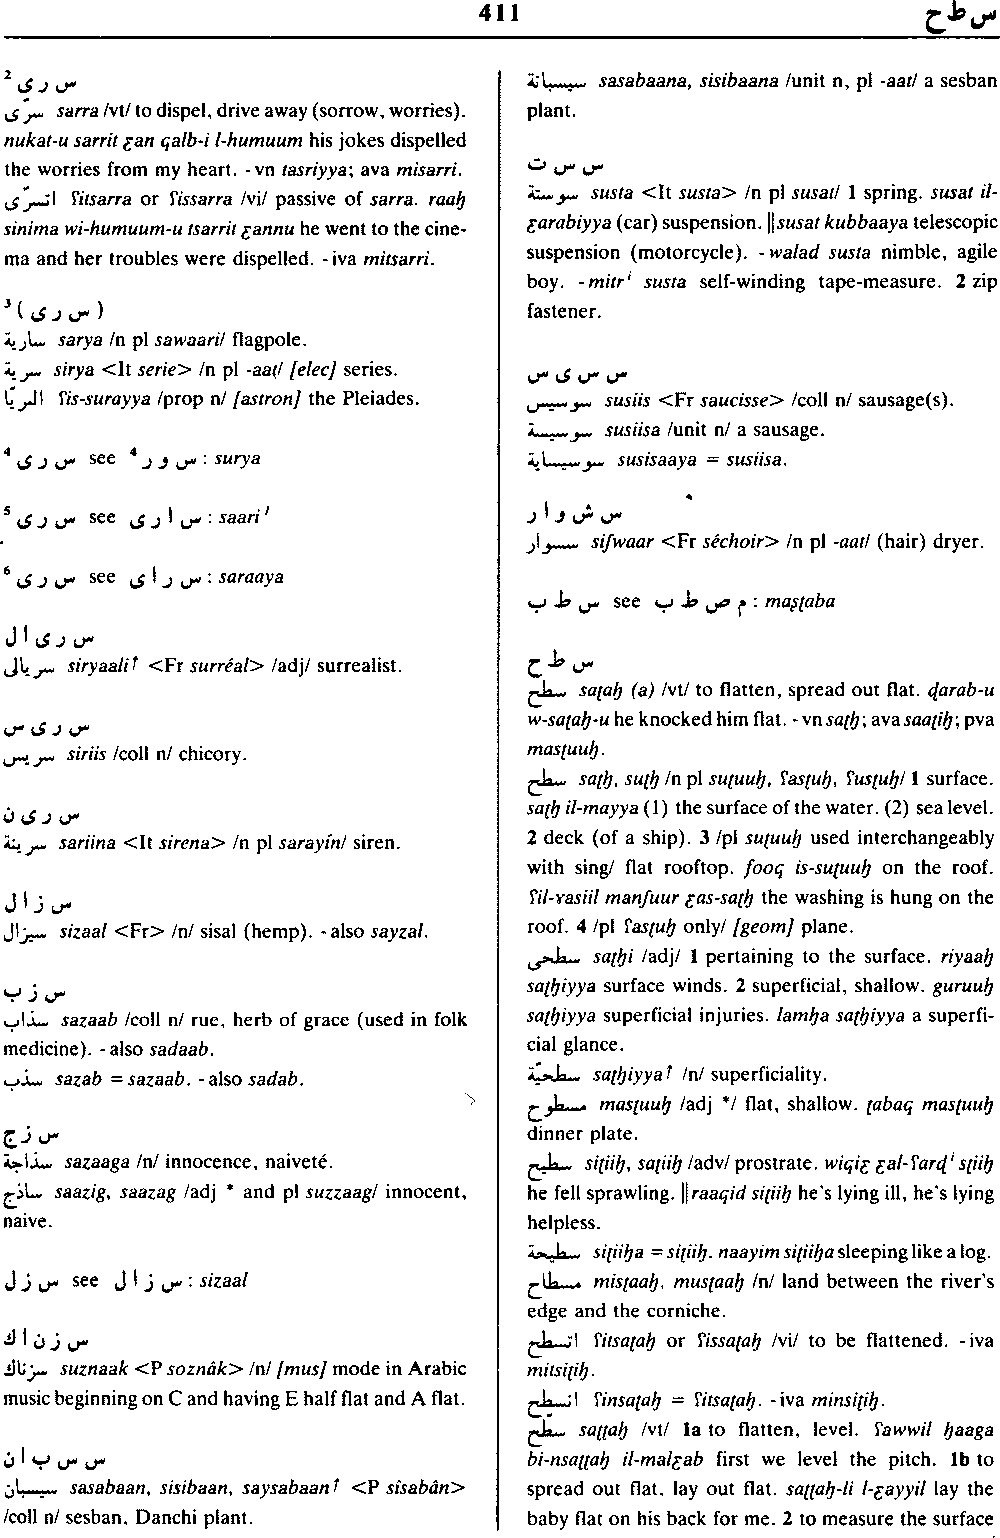 411
س ط ح
² س ر ى
سرّى sarra /vt/ to dispel, drive away (sorrow, worries).
nukat-u sarrit ɛan qalb-i l-humuum his jokes dispelled
the worries from my heart. -vn tasriyya; ava misarri.
اتسرّى ʕitsarra or ʕissarra /vi/ passive of sarra. raaḥ
sinima wi-humuum-u tsarrit ɛannu he went to the cine-
ma and her troubles were dispelled. -iva mitsarri.
³ (س ر ى)
سارية sarya /n pl sawaari/ flagpole.
سرية sirya <It serie> /n pl -aat/ [elec] series.
السريّا ʕis-surayya /prop n/ [astron] the Pleiades.
⁴ س ر ى see ⁴ س و ر : surya
⁵ س ر ى see س ا ر ى : saari¹
⁶ س ر ى see س ر ا ى : saraaya
س ر ى ا ل
سريالى siryaali↑ <Fr surréal> /adj/ surrealist.
س ر ى س
سريس siriis /coll n/ chicory.
س ر ى ن
سرينة sariina <It sirena> /n pl sarayín/ siren.
س ز ا ل
سيزال sizaal <Fr> /n/ sisal (hemp). -also sayzal.
س ز ب
سذاب sazaab /coll n/ rue, herb of grace (used in folk
medicine). -also sadaab.
سذب sazab = sazaab. -also sadab.
س ز ج
سذاجة sazaaga /n/ innocence, naiveté.
ساذج saazig, saazag /adj * and pl suzzaag/ innocent,
naive.
س ز ل see س ز ا ل : sizaal
س ز ن ا ك
سزناك suznaak <P soznâk> /n/ [mus] mode in Arabic
music beginning on C and having E half flat and A flat.
س س ب ا ن
سيسبان sasabaan, sisibaan, saysabaan↑ <P sîsabân>
/coll n/ sesban, Danchi plant.
سيسبانة sasabaana, sisibaana /unit n, pl -aat/ a sesban
plant.
س س ت
سوستة susta <It susta> /n pl susat/ 1 spring. susat il-
ɛarabiyya (car) suspension. ‖susat kubbaaya telescopic
suspension (motorcycle). -walad susta nimble, agile
boy. -mitrⁱ susta self-winding tape-measure. 2 zip
fastener.
س س ى س
سوسيس susiis <Fr saucisse> /coll n/ sausage(s).
سوسيسة susiisa /unit n/ a sausage.
سوسيساية susisaaya = susiisa.
س ش و ا ر
سسوار siʃwaar <Fr séchoir> /n pl -aat/ (hair) dryer.
س ط ب see م ص ط ب : maṣṭaba
س ط ح
سطح saṭaḥ (a) /vt/ to flatten, spread out flat. ḍarab-u
w-saṭaḥ-u he knocked him flat. -vn saṭḥ; ava saaṭiḥ; pva
masṭuuḥ.
سطح saṭḥ, suṭḥ /n pl suṭuuḥ, ʕasṭuḥ, ʕusṭuḥ/ 1 surface.
saṭḥ il-mayya (1) the surface of the water. (2) sea level.
2 deck (of a ship). 3 /pl suṭuuḥ used interchangeably
with sing/ flat rooftop. fooq is-suṭuuḥ on the roof.
ʕil-ɣasiil manʃuur ɛas-saṭḥ the washing is hung on the
roof. 4 /pl ʕasṭuḥ only/ [geom] plane.
سطحى saṭḥi /adj/ 1 pertaining to the surface. riyaaḥ
saṭḥiyya surface winds. 2 superficial, shallow. guruuḥ
saṭḥiyya superficial injuries. lamḥa saṭḥiyya a superfi-
cial glance.
سطحيّة saṭḥiyya↑ /n/ superficiality.
مسطوح masṭuuḥ /adj */ flat, shallow. ṭabaq masṭuuḥ
dinner plate.
سطيح siṭiiḥ, saṭiiḥ /adv/ prostrate. wiqiɛ ɛal-ʕarḍⁱ sṭiiḥ
he fell sprawling. ‖raaqid siṭiiḥ he's lying ill, he's lying
helpless.
سطيحة siṭiiḥa = siṭiiḥ. naayim siṭiiḥa sleeping like a log.
مسطاح misṭaaḥ, musṭaaḥ /n/ land between the river's
edge and the corniche.
اتسطح ʕitsaṭaḥ or ʕissaṭaḥ /vi/ to be flattened. -iva
mitsiṭiḥ.
انسطح ʕinsaṭaḥ = ʕitsaṭaḥ. -iva minsiṭiḥ.
سطّح saṭṭaḥ /vt/ 1a to flatten, level. ʕawwil ḥaaga
bi-nsaṭṭaḥ il-malɛab first we level the pitch. 1b to
spread out flat, lay out flat. saṭṭaḥ-li l-ɛayyil lay the
baby flat on his back for me. 2 to measure the surface